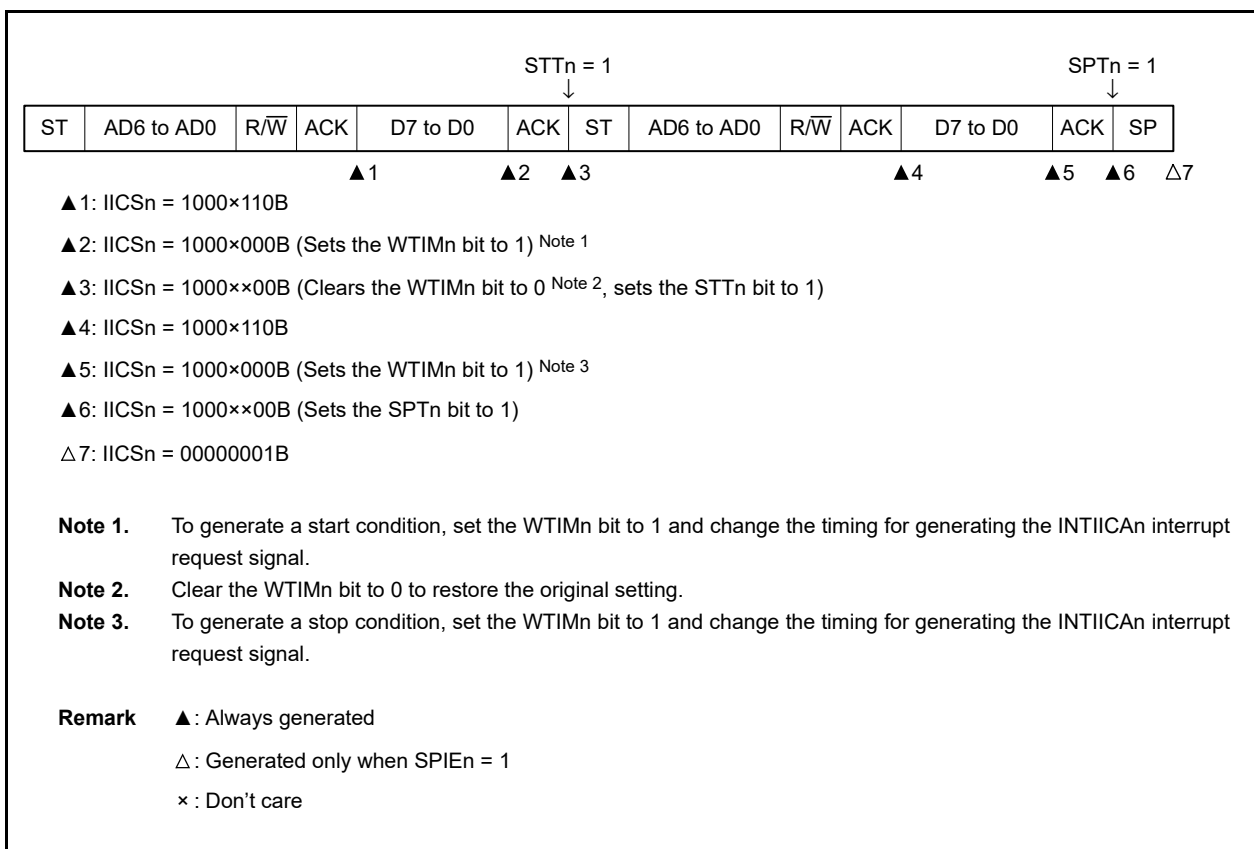 STTn = 1 SPTn = 1
↓ ↓
ST AD6 to AD0 R/W̅ ACK D7 to D0 ACK ST AD6 to AD0 R/W̅ ACK D7 to D0 ACK SP
▲1 ▲2 ▲3 ▲4 ▲5 ▲6 △7
▲1: IICSn = 1000×110B
▲2: IICSn = 1000×000B (Sets the WTIMn bit to 1) Note 1
▲3: IICSn = 1000××00B (Clears the WTIMn bit to 0 Note 2, sets the STTn bit to 1)
▲4: IICSn = 1000×110B
▲5: IICSn = 1000×000B (Sets the WTIMn bit to 1) Note 3
▲6: IICSn = 1000××00B (Sets the SPTn bit to 1)
△7: IICSn = 00000001B
Note 1. To generate a start condition, set the WTIMn bit to 1 and change the timing for generating the INTIICAn interrupt
request signal.
Note 2. Clear the WTIMn bit to 0 to restore the original setting.
Note 3. To generate a stop condition, set the WTIMn bit to 1 and change the timing for generating the INTIICAn interrupt
request signal.
Remark ▲: Always generated
△: Generated only when SPIEn = 1
×: Don't care